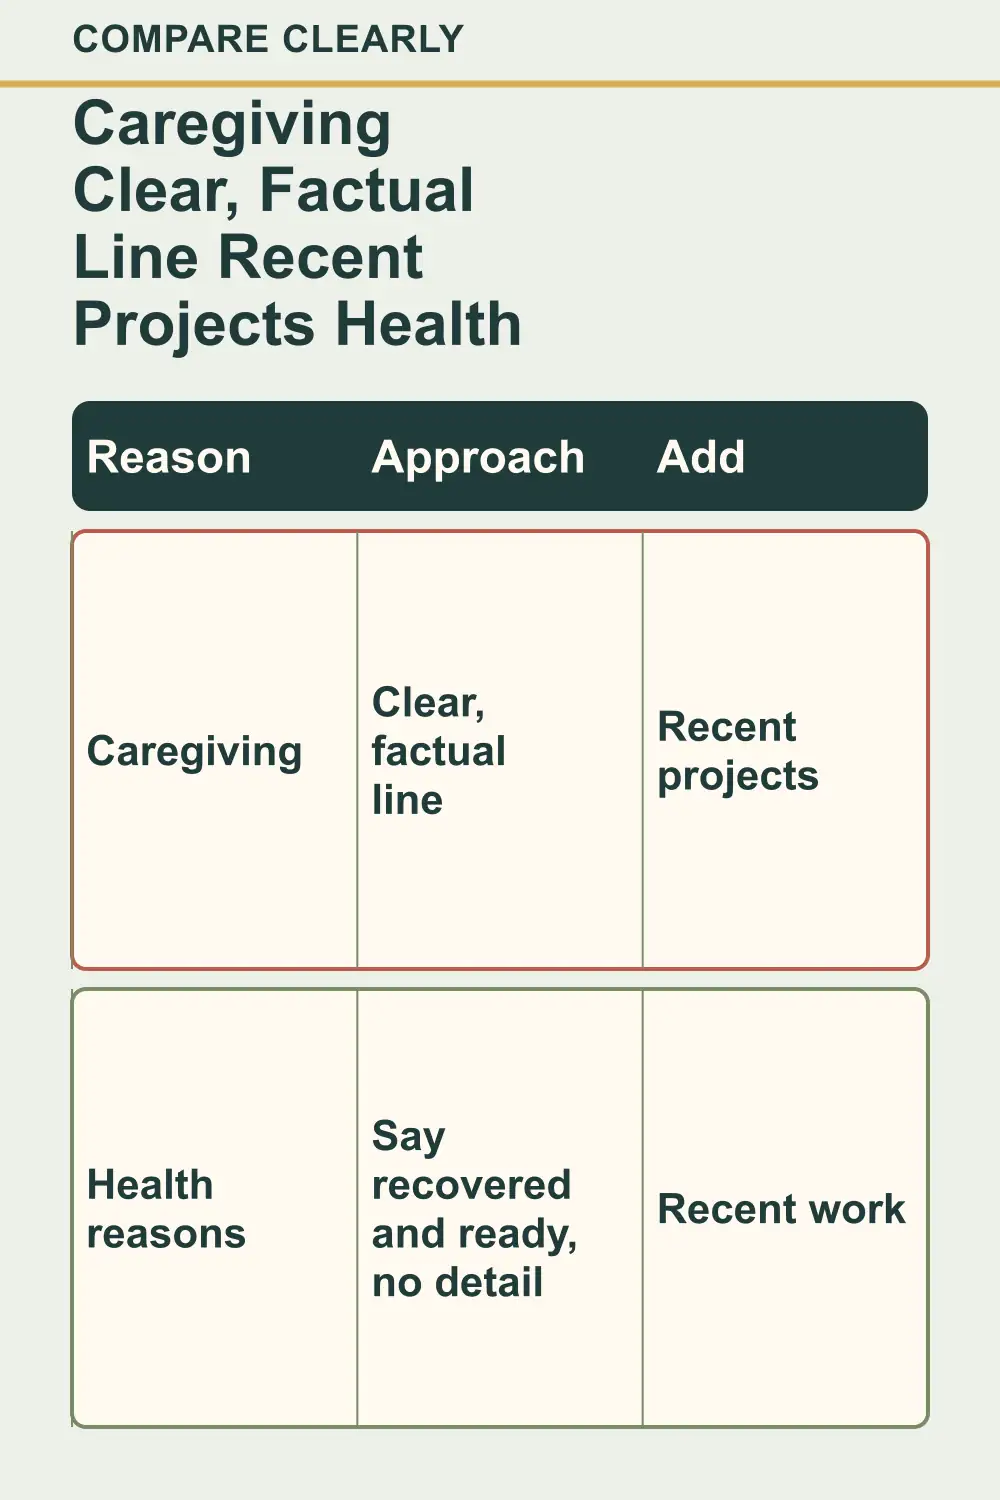 COMPARE CLEARLY
Caregiving
Clear, Factual
Line Recent
Projects Health
Reason Approach Add
Caregiving
Clear,
factual
line
Recent
projects
Health
reasons
Say
recovered
and ready,
no detail
Recent work